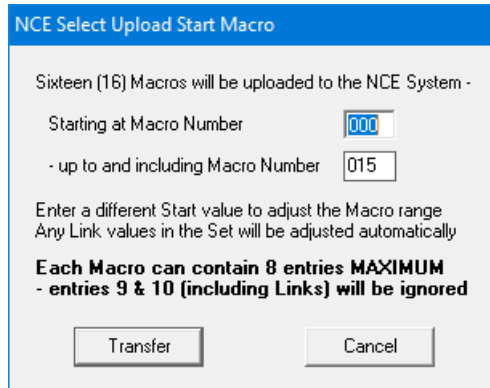 NCE Select Upload Start Macro
Sixteen (16) Macros will be uploaded to the NCE System -
Starting at Macro Number 000
- up to and including Macro Number 015
Enter a different Start value to adjust the Macro range
Any Link values in the Set will be adjusted automatically
Each Macro can contain 8 entries MAXIMUM
- entries 9 & 10 (including Links) will be ignored
Transfer Cancel